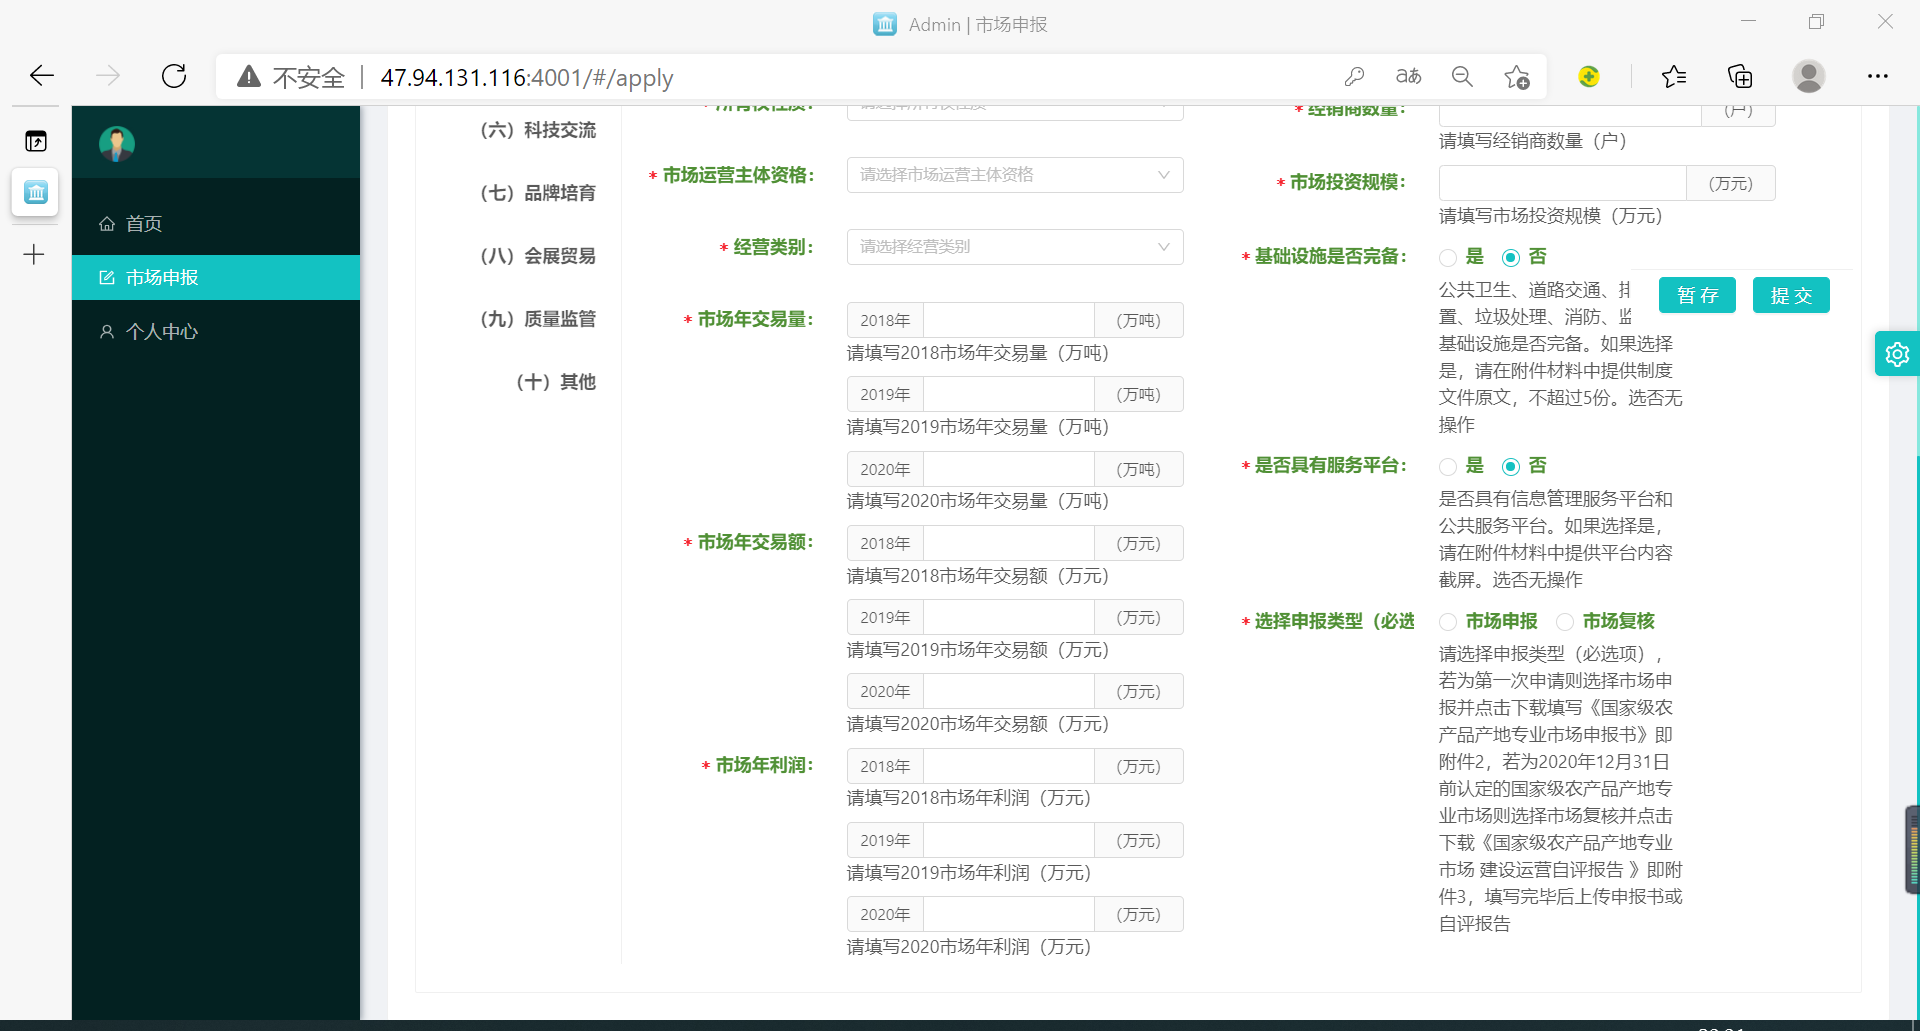 Admin | 市场申报
不安全 | 47.94.131.116:4001/#/apply
首页
市场申报
个人中心
（六）科技交流
（七）品牌培育
（八）会展贸易
（九）质量监管
（十）其他
* 市场运营主体资格：
请选择市场运营主体资格
* 经营类别：
请选择经营类别
* 市场年交易量：
2018年 （万吨）
请填写2018市场年交易量（万吨）
2019年 （万吨）
请填写2019市场年交易量（万吨）
2020年 （万吨）
请填写2020市场年交易量（万吨）
* 市场年交易额：
2018年 （万元）
请填写2018市场年交易额（万元）
2019年 （万元）
请填写2019市场年交易额（万元）
2020年 （万元）
请填写2020市场年交易额（万元）
* 市场年利润：
2018年 （万元）
请填写2018市场年利润（万元）
2019年 （万元）
请填写2019市场年利润（万元）
2020年 （万元）
请填写2020市场年利润（万元）
* 经销商数量： （户）
请填写经销商数量（户）
* 市场投资规模： （万元）
请填写市场投资规模（万元）
* 基础设施是否完备： 是 否
公共卫生、道路交通、
置、垃圾处理、消防、监
基础设施是否完备。如果选择
是，请在附件材料中提供制度
文件原文，不超过5份。选否无
操作
暂 存 提 交
* 是否具有服务平台： 是 否
是否具有信息管理服务平台和
公共服务平台。如果选择是，
请在附件材料中提供平台内容
截屏。选否无操作
* 选择申报类型（必选 市场申报 市场复核
请选择申报类型（必选项），
若为第一次申请则选择市场申
报并点击下载填写《国家级农
产品产地专业市场申报书》即
附件2，若为2020年12月31日
前认定的国家级农产品产地专
业市场则选择市场复核并点击
下载《国家级农产品产地专业
市场 建设运营自评报告 》即附
件3，填写完毕后上传申报书或
自评报告